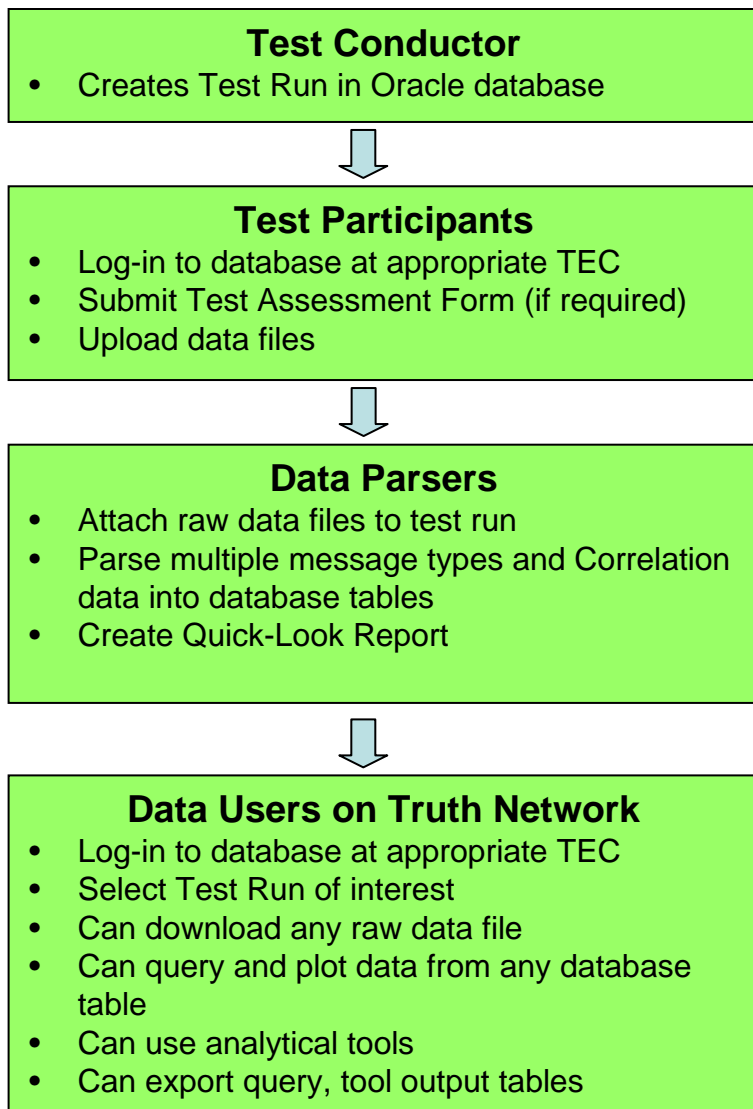 Test Conductor
• Creates Test Run in Oracle database
Test Participants
• Log-in to database at appropriate TEC
• Submit Test Assessment Form (if required)
• Upload data files
Data Parsers
• Attach raw data files to test run
• Parse multiple message types and Correlation
data into database tables
• Create Quick-Look Report
Data Users on Truth Network
• Log-in to database at appropriate TEC
• Select Test Run of interest
• Can download any raw data file
• Can query and plot data from any database
table
• Can use analytical tools
• Can export query, tool output tables